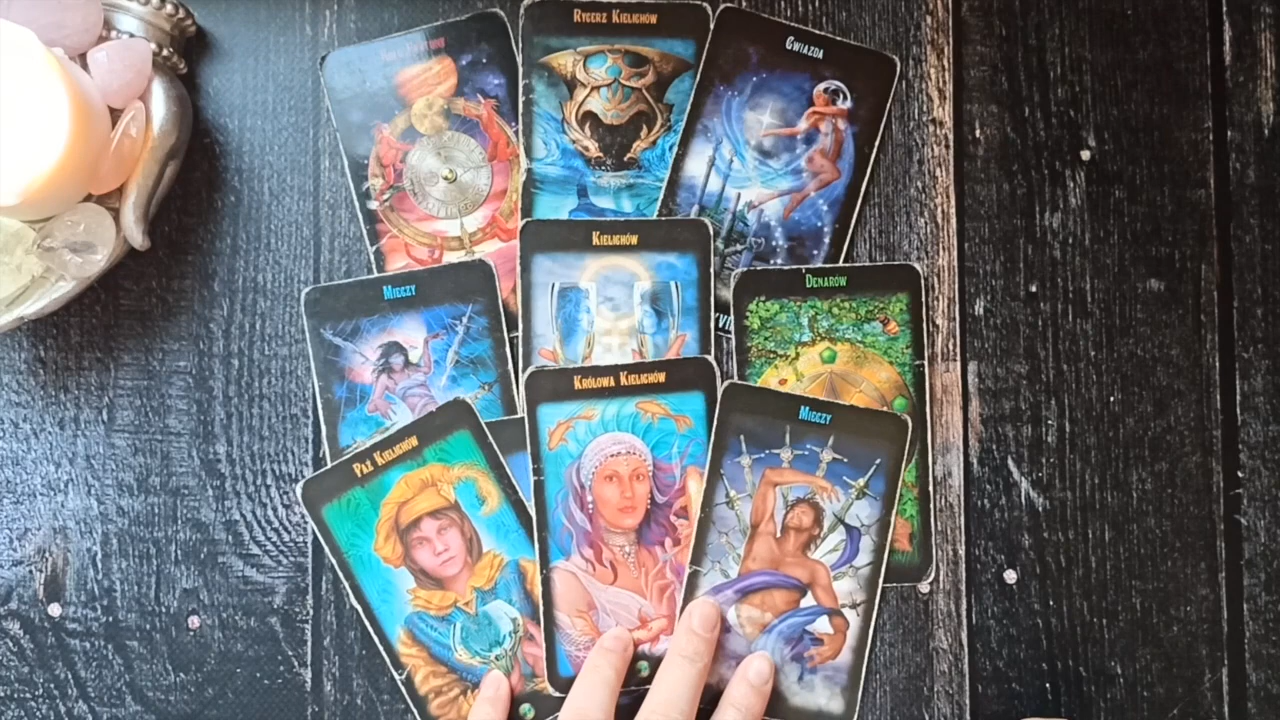 Rycerz Kielichów
Gwiazda
Kielichów
Mieczy
Denarów
Królowa Kielichów
Mieczy
Paź Kielichów